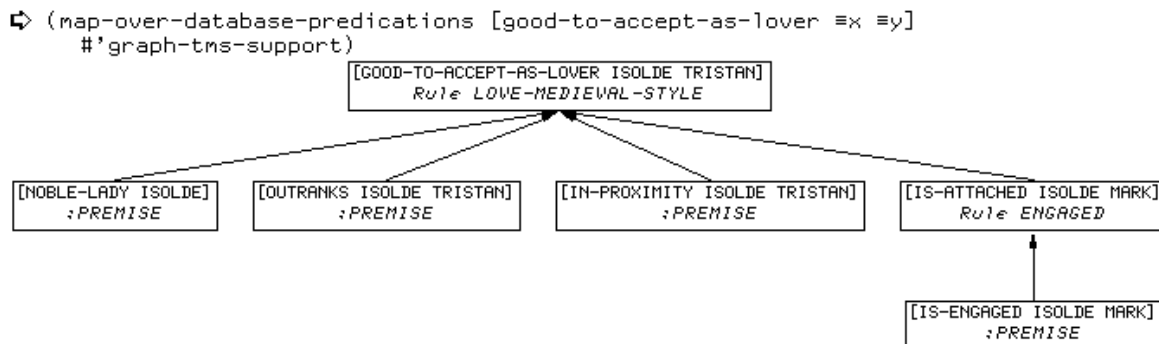 ➪ (map-over-database-predications [good-to-accept-as-lover ≡x ≡y]
#'graph-tms-support)
[GOOD-TO-ACCEPT-AS-LOVER ISOLDE TRISTAN]
Rule LOVE-MEDIEVAL-STYLE
[NOBLE-LADY ISOLDE] [OUTRANKS ISOLDE TRISTAN] [IN-PROXIMITY ISOLDE TRISTAN] [IS-ATTACHED ISOLDE MARK]
:PREMISE :PREMISE :PREMISE Rule ENGAGED
[IS-ENGAGED ISOLDE MARK]
:PREMISE